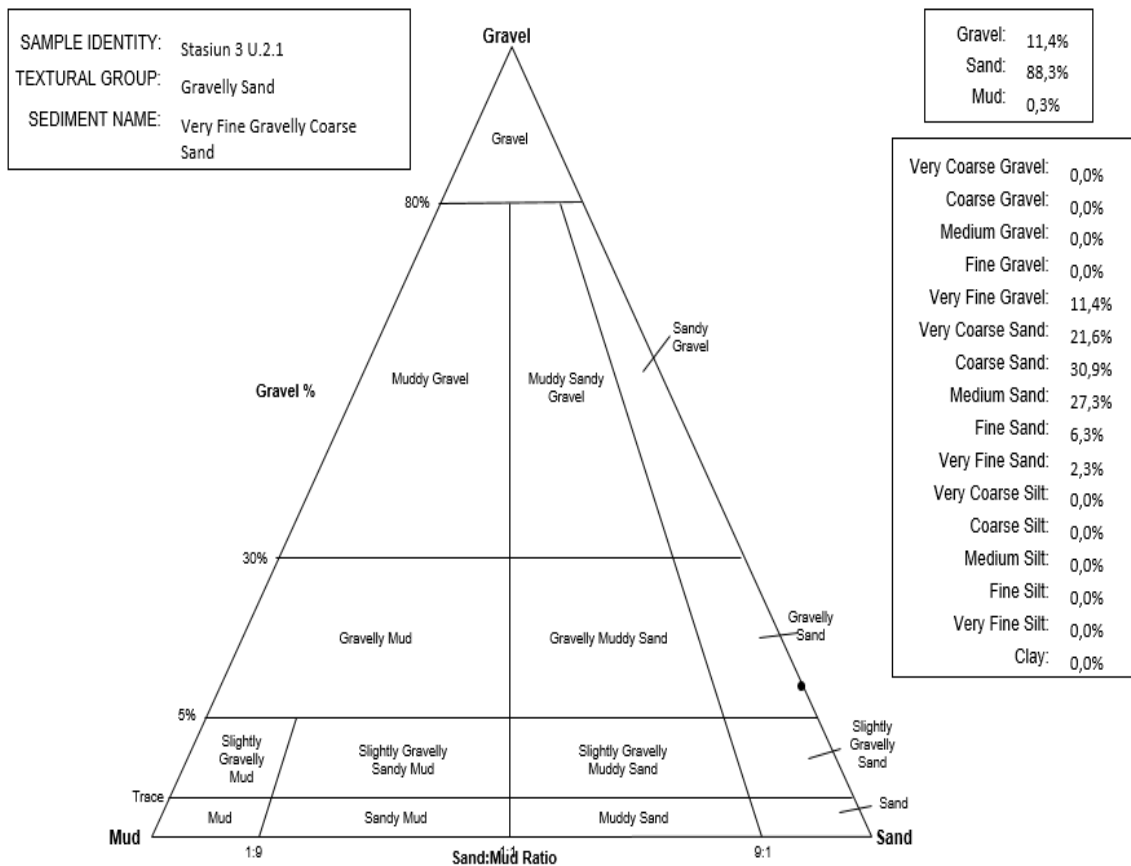 SAMPLE IDENTITY: Stasiun 3 U.2.1
TEXTURAL GROUP: Gravelly Sand
SEDIMENT NAME: Very Fine Gravelly Coarse
Sand
Gravel: 11,4%
Sand: 88,3%
Mud: 0,3%
Very Coarse Gravel: 0,0%
Coarse Gravel: 0,0%
Medium Gravel: 0,0%
Fine Gravel: 0,0%
Very Fine Gravel: 11,4%
Very Coarse Sand: 21,6%
Coarse Sand: 30,9%
Medium Sand: 27,3%
Fine Sand: 6,3%
Very Fine Sand: 2,3%
Very Coarse Silt: 0,0%
Coarse Silt: 0,0%
Medium Silt: 0,0%
Fine Silt: 0,0%
Very Fine Silt: 0,0%
Clay: 0,0%
Gravel
Gravel
80%
Sandy
Gravel
Muddy Gravel
Muddy Sandy
Gravel
Gravel %
30%
Gravelly Mud
Gravelly Muddy Sand
Gravelly
Sand
5%
Slightly
Gravelly
Mud
Slightly Gravelly
Sandy Mud
Slightly Gravelly
Muddy Sand
Slightly
Gravelly
Sand
Trace
Mud
Sandy Mud
Muddy Sand
Sand
Mud
Sand
1:9
1:1
9:1
Sand:Mud Ratio